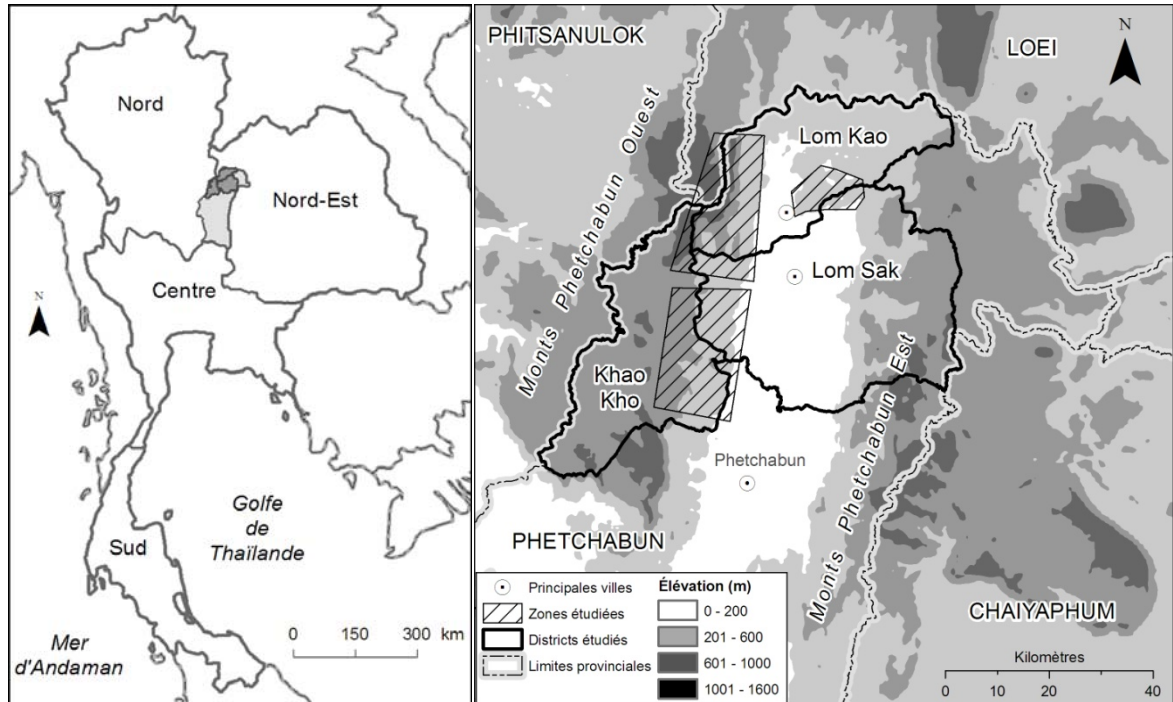 Nord
Nord-Est
Centre
N
Golfe
de
Thaïlande
Sud
0 150 300 km
Mer
d'Andaman
PHITSANULOK
LOEI
N
Monts Phetchabun Ouest
Lom Kao
Lom Sak
Khao
Kho
Monts Phetchabun Est
Phetchabun
PHETCHABUN
CHAIYAPHUM
Principales villes
Zones étudiées
Districts étudiés
Limites provinciales
Élévation (m)
0 - 200
201 - 600
601 - 1000
1001 - 1600
Kilomètres
0 10 20 40